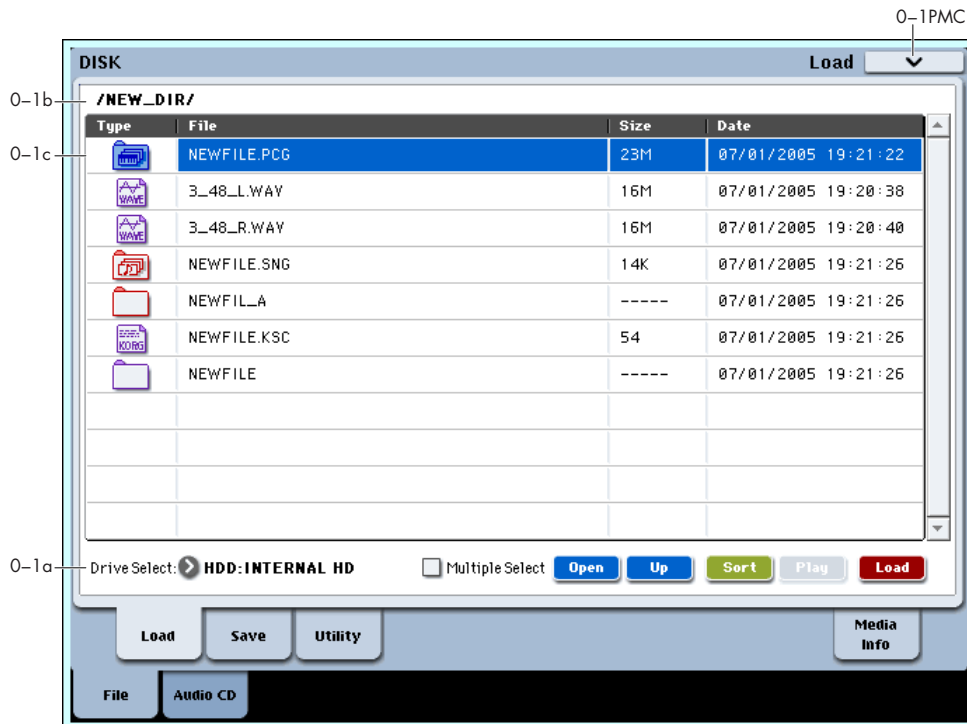 0–1PMC
DISK Load
0–1b /NEW_DIR/
Type File Size Date
0–1c NEWFILE.PCG 23M 07/01/2005 19:21:22
WAVE 3_48_L.WAV 16M 07/01/2005 19:20:38
WAVE 3_48_R.WAV 16M 07/01/2005 19:20:40
NEWFILE.SNG 14K 07/01/2005 19:21:26
NEWFIL_A ----- 07/01/2005 19:21:26
KORG NEWFILE.KSC 54 07/01/2005 19:21:26
NEWFILE ----- 07/01/2005 19:21:26
0–1a Drive Select: HDD:INTERNAL HD Multiple Select Open Up Sort Play Load
Load Save Utility Media Info
File Audio CD